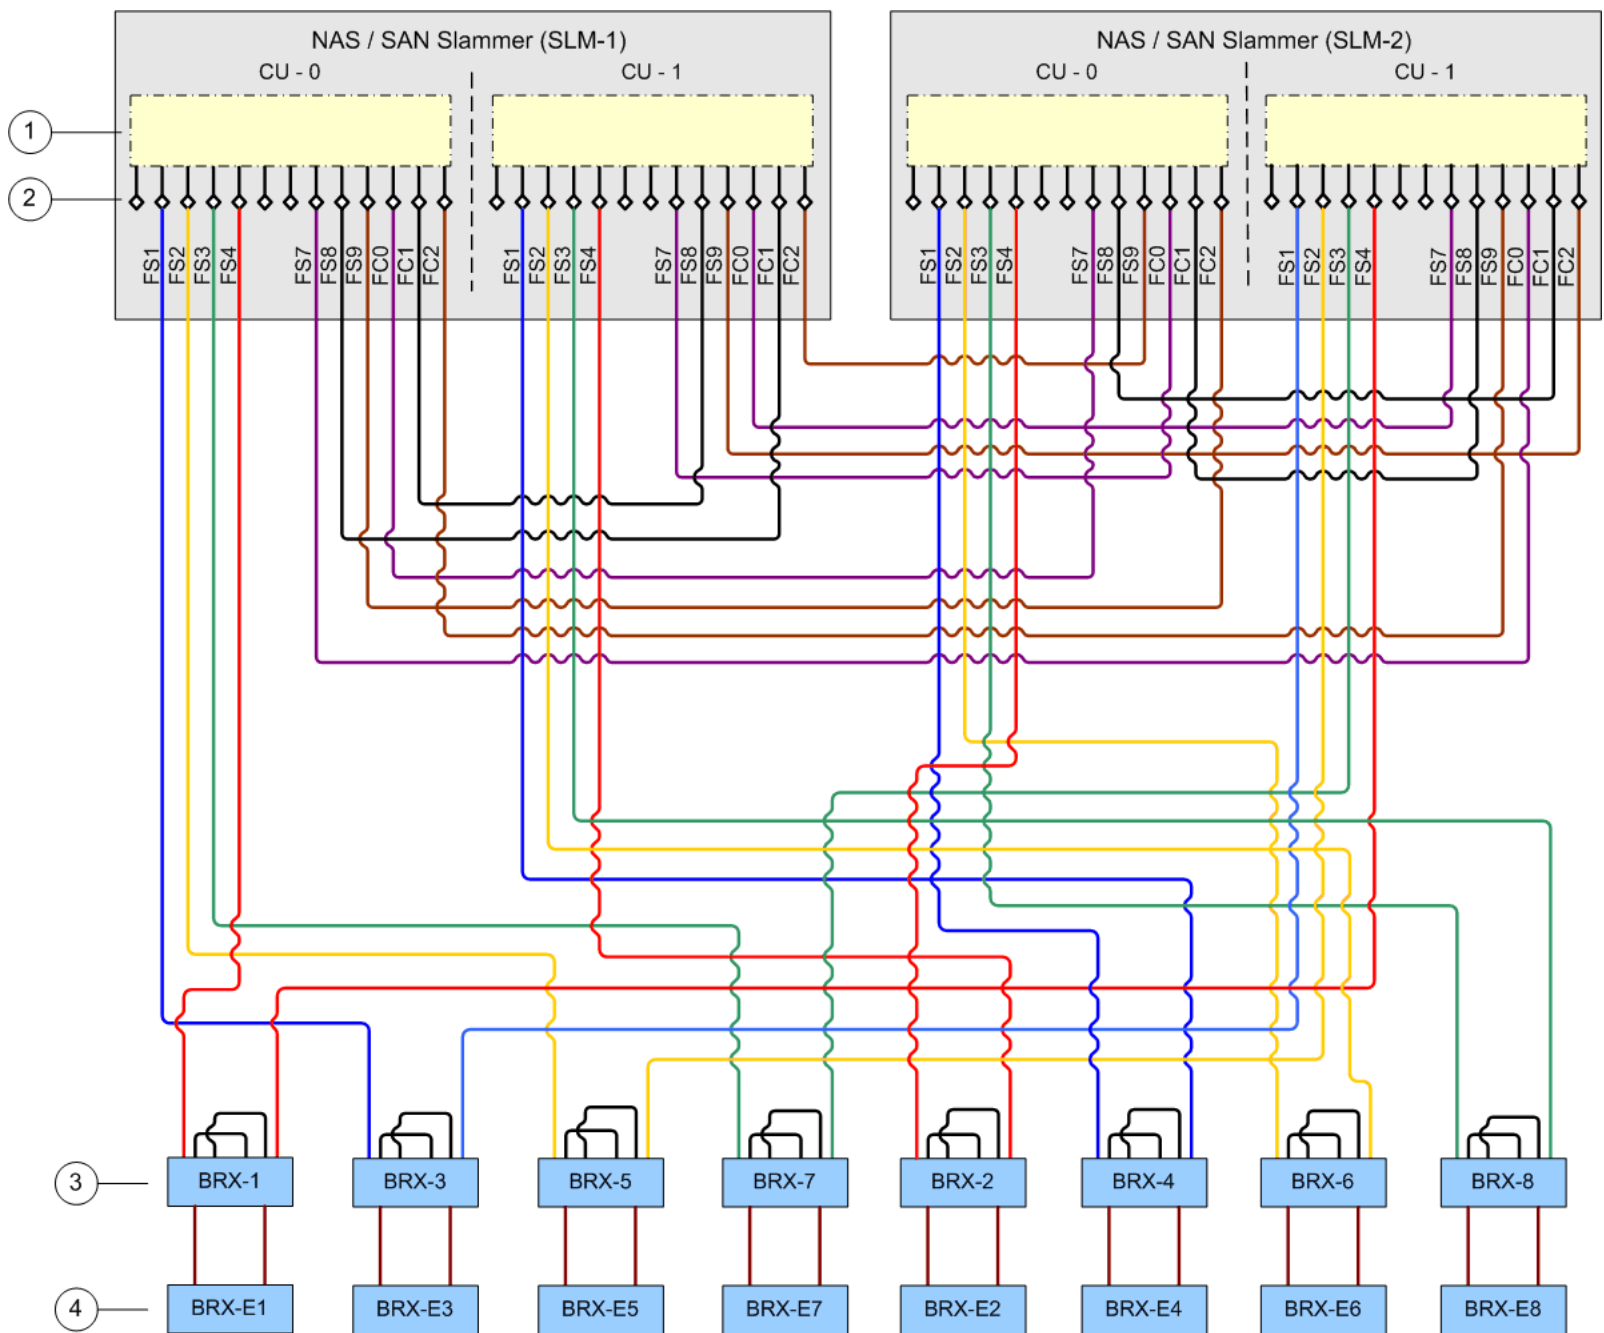 NAS / SAN Slammer (SLM-1)
NAS / SAN Slammer (SLM-2)
CU - 0
CU - 1
CU - 0
CU - 1
1
2
FS1
FS2
FS3
FS4
FS7
FS8
FS9
FC0
FC1
FC2
FS1
FS2
FS3
FS4
FS7
FS8
FS9
FC0
FC1
FC2
FS1
FS2
FS3
FS4
FS7
FS8
FS9
FC0
FC1
FC2
FS1
FS2
FS3
FS4
FS7
FS8
FS9
FC0
FC1
FC2
3
BRX-1
BRX-3
BRX-5
BRX-7
BRX-2
BRX-4
BRX-6
BRX-8
4
BRX-E1
BRX-E3
BRX-E5
BRX-E7
BRX-E2
BRX-E4
BRX-E6
BRX-E8